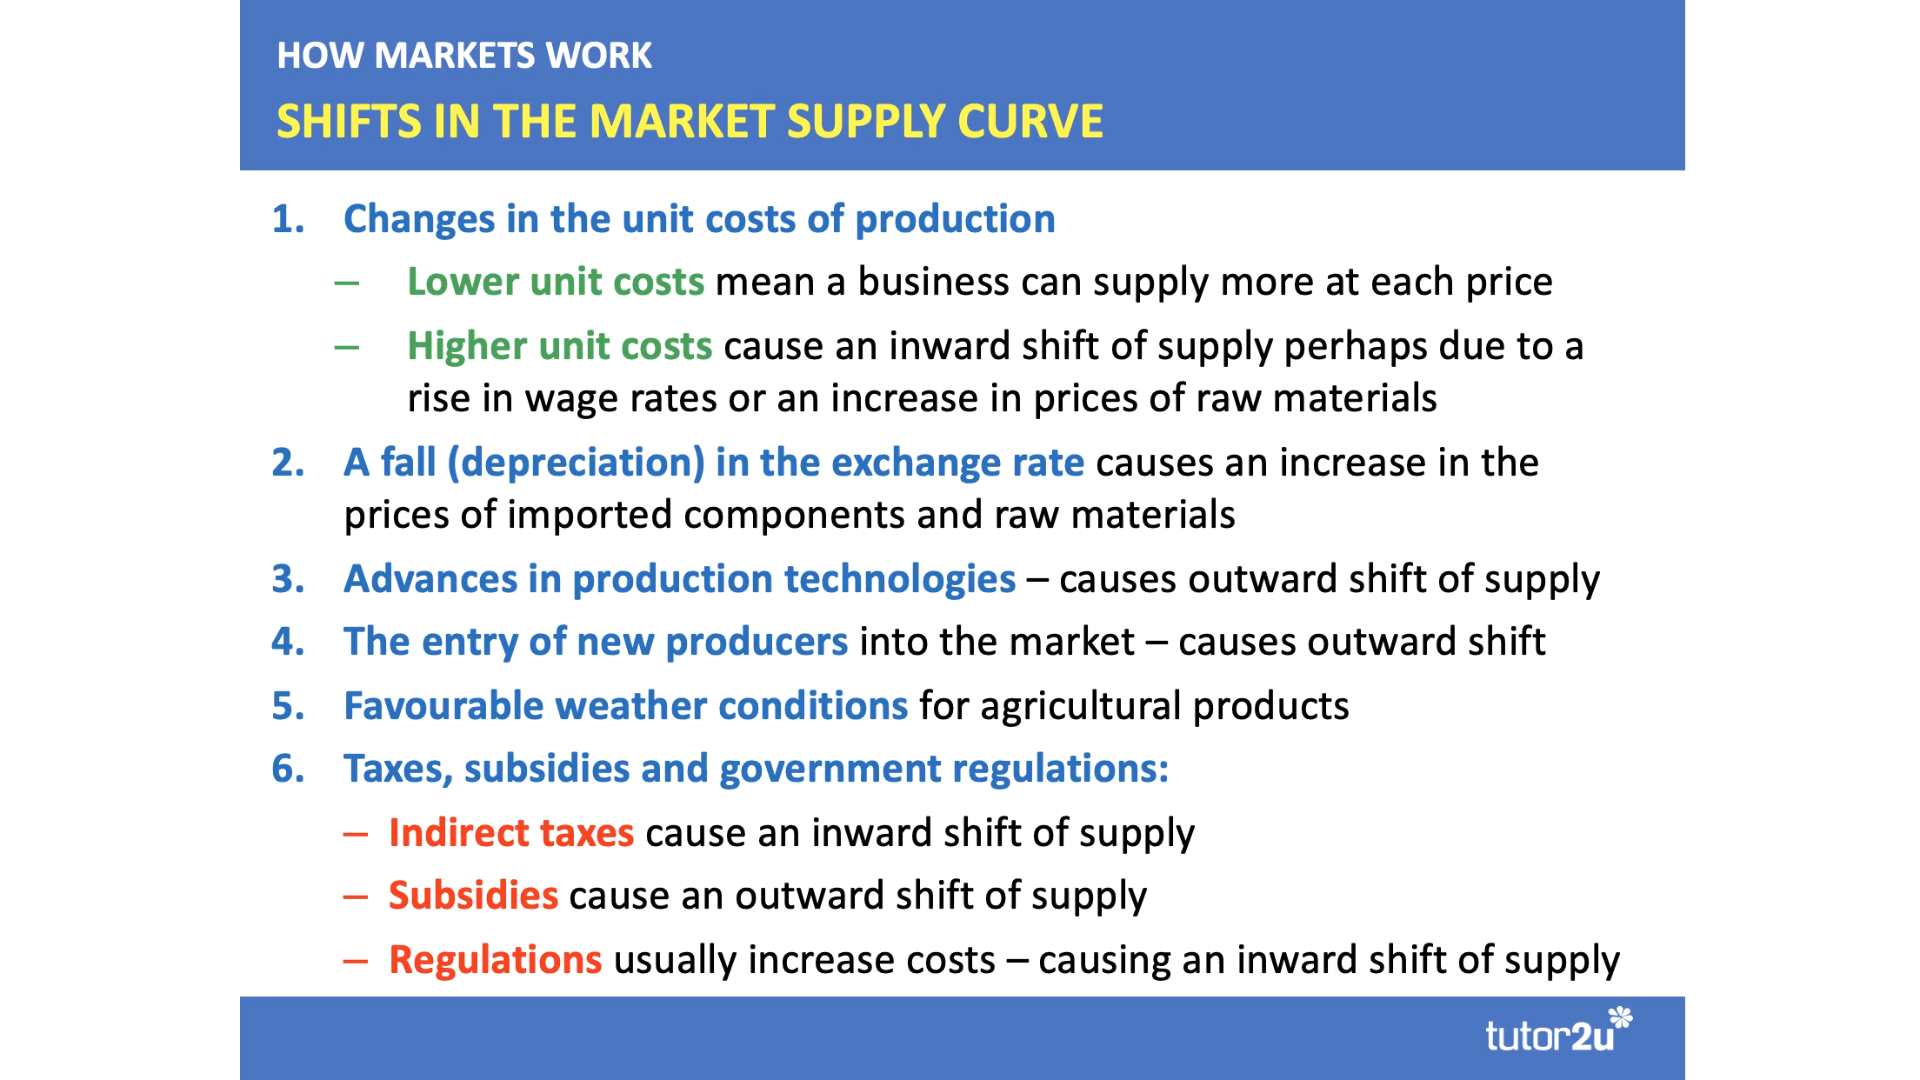 HOW MARKETS WORK
SHIFTS IN THE MARKET SUPPLY CURVE
1. Changes in the unit costs of production
– Lower unit costs mean a business can supply more at each price
– Higher unit costs cause an inward shift of supply perhaps due to a
rise in wage rates or an increase in prices of raw materials
2. A fall (depreciation) in the exchange rate causes an increase in the
prices of imported components and raw materials
3. Advances in production technologies – causes outward shift of supply
4. The entry of new producers into the market – causes outward shift
5. Favourable weather conditions for agricultural products
6. Taxes, subsidies and government regulations:
– Indirect taxes cause an inward shift of supply
– Subsidies cause an outward shift of supply
– Regulations usually increase costs – causing an inward shift of supply
tutor2u